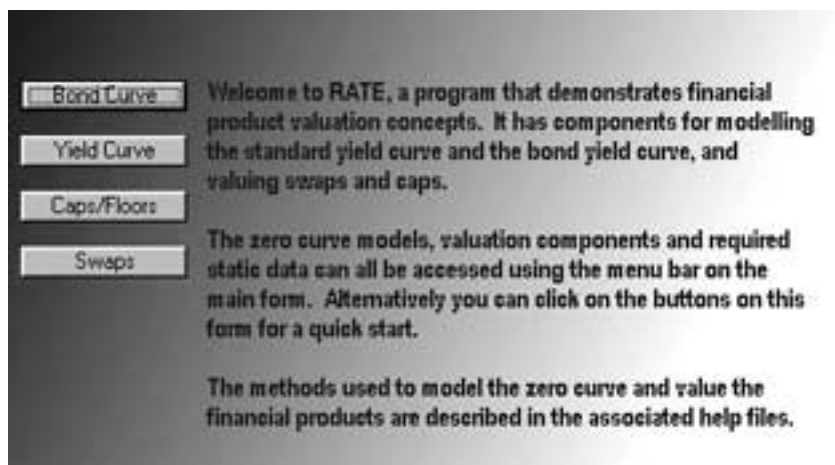 Bond Curve
Welcome to RATE, a program that demonstrates financial
product valuation concepts. It has components for modelling
Yield Curve
the standard yield curve and the bond yield curve, and
valuing swaps and caps.
Caps/Floors
The zero curve models, valuation components and required
Swaps
static data can all be accessed using the menu bar on the
main form. Alternatively you can click on the buttons on this
form for a quick start.
The methods used to model the zero curve and value the
financial products are described in the associated help files.